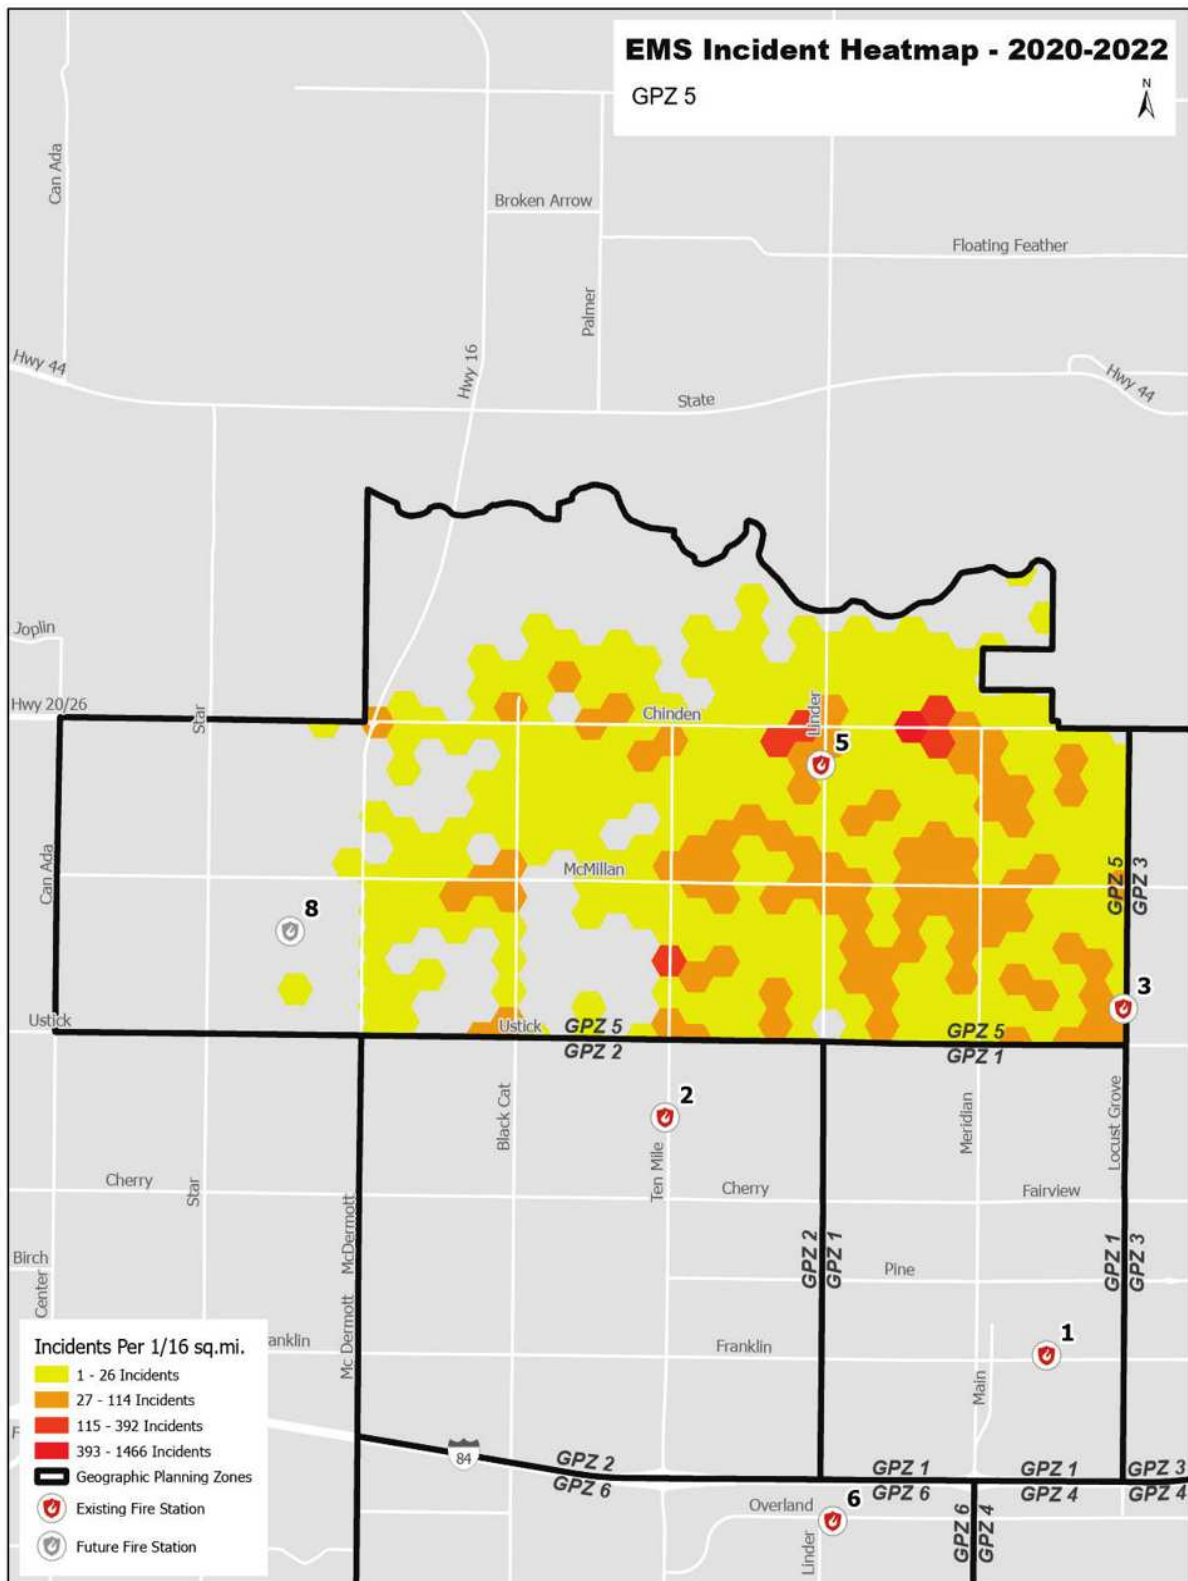 EMS Incident Heatmap - 2020-2022
GPZ 5
N
Can Ada
Broken Arrow
Floating Feather
Palmer
Hwy 44
Hwy 16
Hwy 44
State
Joplin
Hwy 20/26
Star
Chinden
Linder
5
McMillan
Can Ada
GPZ 5
GPZ 3
8
3
Ustick
Ustick
GPZ 5
GPZ 2
GPZ 5
GPZ 1
2
Black Cat
Ten Mile
Meridian
Locust Grove
Cherry
Star
McDermott
Cherry
Fairview
GPZ 2
GPZ 1
GPZ 1
GPZ 3
Birch
Center
Pine
Mc Dermott
anklin
Franklin
1
Main
Incidents Per 1/16 sq.mi.
1 - 26 Incidents
27 - 114 Incidents
115 - 392 Incidents
393 - 1466 Incidents
Geographic Planning Zones
Existing Fire Station
Future Fire Station
F
84
GPZ 2
GPZ 6
GPZ 1
GPZ 6
GPZ 1
GPZ 4
GPZ 3
GPZ 4
Overland
6
Linder
GPZ 6
GPZ 4